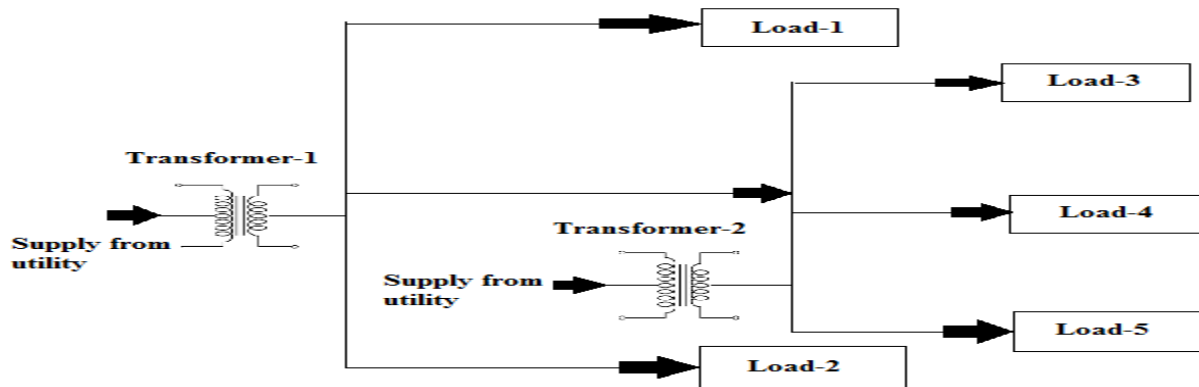 Load-1
Load-3
Transformer-1
Load-4
Transformer-2
Supply from
utility
Supply from
utility
Load-5
Load-2